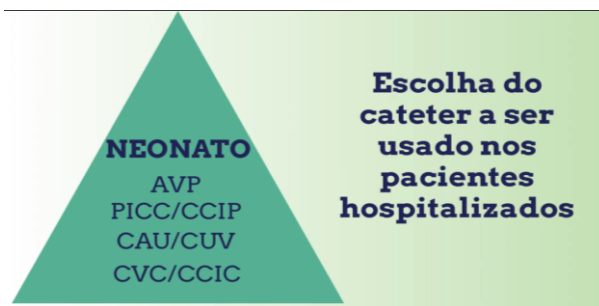 NEONATO
AVP
PICC/CCIP
CAU/CUV
CVC/CCIC
Escolha do
cateter a ser
usado nos
pacientes
hospitalizados